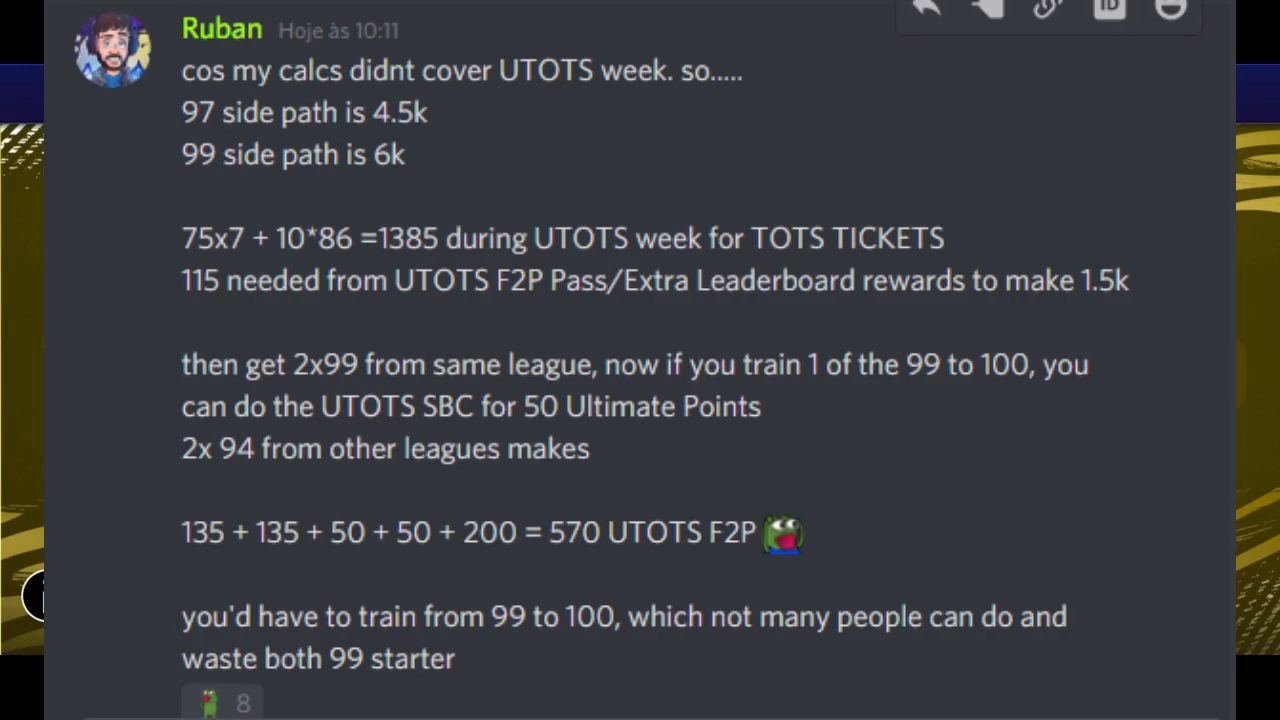 Ruban Hoje às 10:11
cos my calcs didnt cover UTOTS week. so.....
97 side path is 4.5k
99 side path is 6k
75x7 + 10*86 =1385 during UTOTS week for TOTS TICKETS
115 needed from UTOTS F2P Pass/Extra Leaderboard rewards to make 1.5k
then get 2x99 from same league, now if you train 1 of the 99 to 100, you
can do the UTOTS SBC for 50 Ultimate Points
2x 94 from other leagues makes
135 + 135 + 50 + 50 + 200 = 570 UTOTS F2P
you'd have to train from 99 to 100, which not many people can do and
waste both 99 starter
8
ID